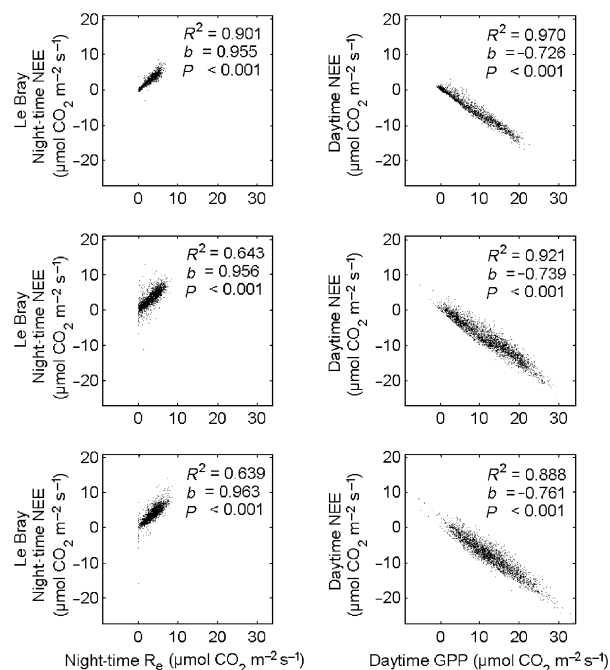 Le Bray
Night-time NEE
(μmol CO2 m−2 s−1)
20
10
0
−10
−20
R2 = 0.901
b = 0.955
P < 0.001
0 10 20 30
Daytime NEE
(μmol CO2 m−2 s−1)
20
10
0
−10
−20
R2 = 0.970
b = −0.726
P < 0.001
0 10 20 30
Le Bray
Night-time NEE
(μmol CO2 m−2 s−1)
20
10
0
−10
−20
R2 = 0.643
b = 0.956
P < 0.001
0 10 20 30
Daytime NEE
(μmol CO2 m−2 s−1)
20
10
0
−10
−20
R2 = 0.921
b = −0.739
P < 0.001
0 10 20 30
Le Bray
Night-time NEE
(μmol CO2 m−2 s−1)
20
10
0
−10
−20
R2 = 0.639
b = 0.963
P < 0.001
0 10 20 30
Night-time Re (μmol CO2 m−2 s−1)
Daytime NEE
(μmol CO2 m−2 s−1)
20
10
0
−10
−20
R2 = 0.888
b = −0.761
P < 0.001
0 10 20 30
Daytime GPP (μmol CO2 m−2 s−1)